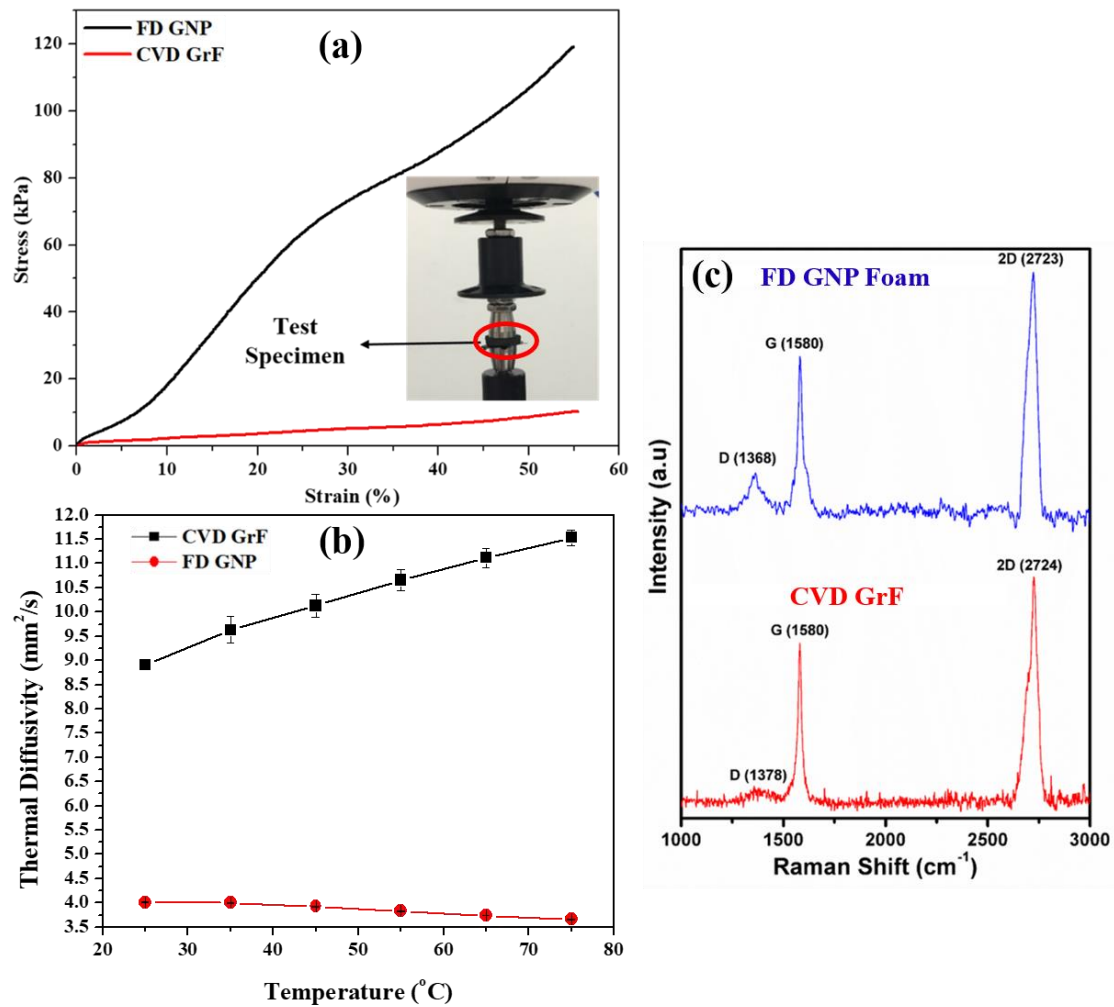 (a)
FD GNP
CVD GrF
120
100
80
60
40
20
0
Stress (kPa)
Test
Specimen
0 10 20 30 40 50 60
Strain (%)
(b)
CVD GrF
FD GNP
12.0
11.5
11.0
10.5
10.0
9.5
9.0
8.5
8.0
7.5
7.0
6.5
6.0
5.5
5.0
4.5
4.0
3.5
Thermal Diffusivity (mm²/s)
20 30 40 50 60 70 80
Temperature (°C)
(c)
FD GNP Foam
2D (2723)
G (1580)
D (1368)
CVD GrF
2D (2724)
G (1580)
D (1378)
Intensity (a.u)
1000 1500 2000 2500 3000
Raman Shift (cm⁻¹)